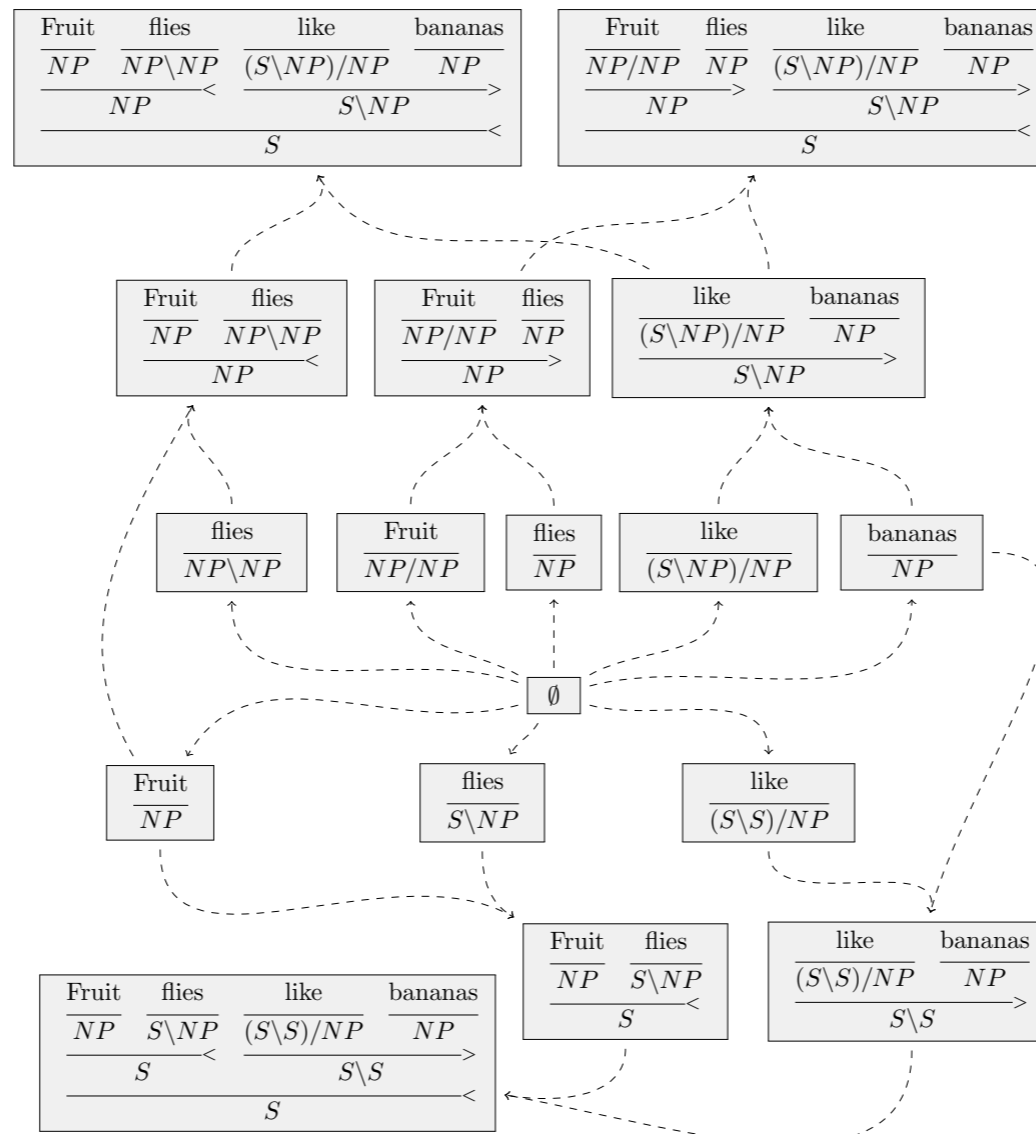 Fruit flies like bananas
NP NP\NP (S\NP)/NP NP
< >
NP S\NP
<
S
Fruit flies like bananas
NP/NP NP (S\NP)/NP NP
> >
NP S\NP
<
S
Fruit flies
NP NP\NP
<
NP
Fruit flies
NP/NP NP
>
NP
like bananas
(S\NP)/NP NP
>
S\NP
flies
NP\NP
Fruit
NP/NP
flies
NP
like
(S\NP)/NP
bananas
NP
∅
Fruit
NP
flies
S\NP
like
(S\S)/NP
Fruit flies
NP S\NP
<
S
like bananas
(S\S)/NP NP
>
S\S
Fruit flies like bananas
NP S\NP (S\S)/NP NP
< >
S S\S
<
S